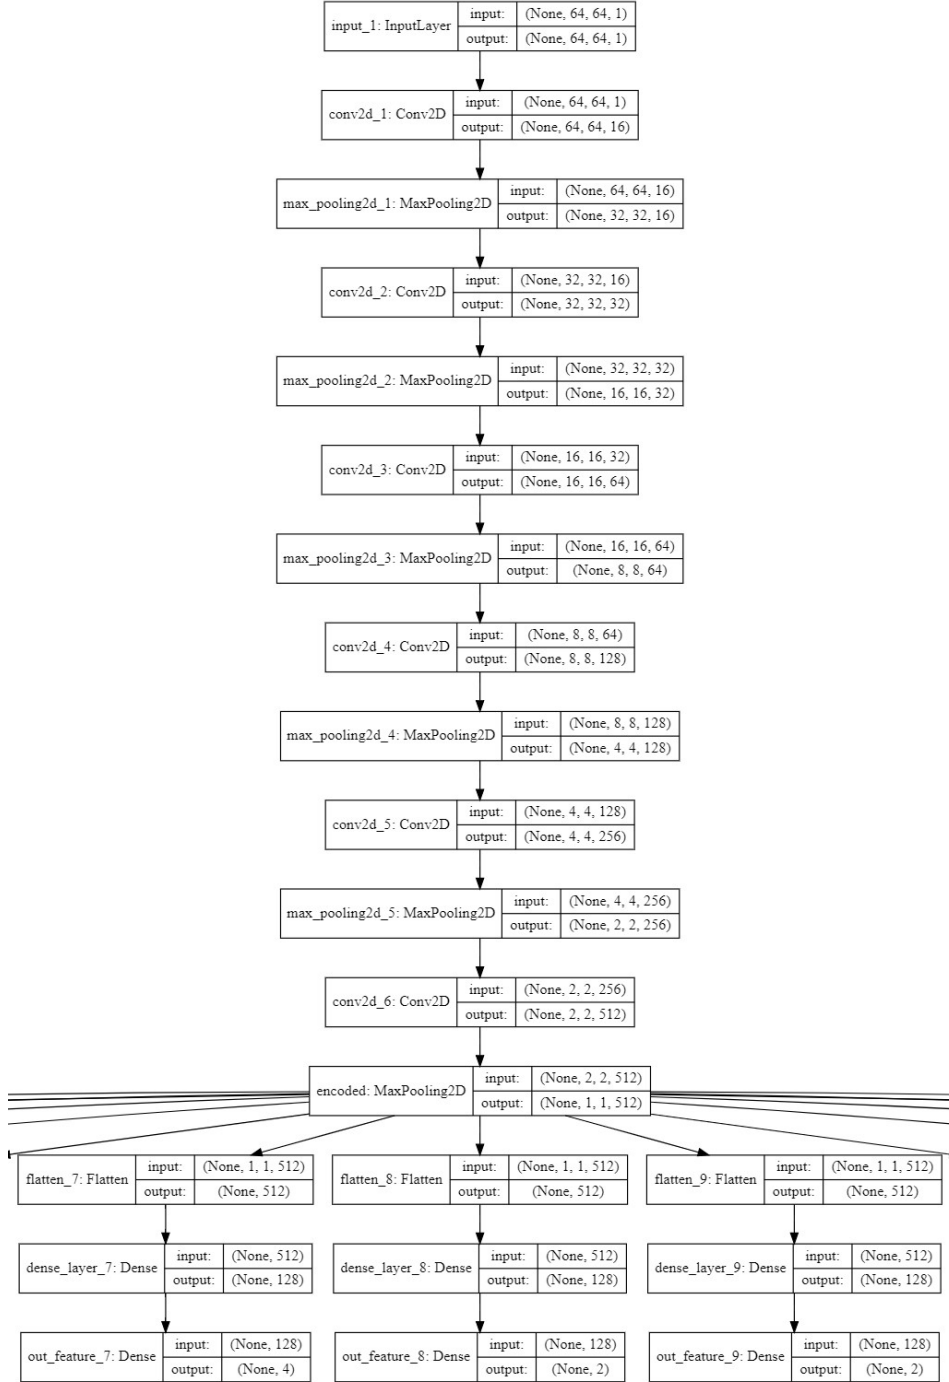 input_1: InputLayer
input: (None, 64, 64, 1)
output: (None, 64, 64, 1)
conv2d_1: Conv2D
input: (None, 64, 64, 1)
output: (None, 64, 64, 16)
max_pooling2d_1: MaxPooling2D
input: (None, 64, 64, 16)
output: (None, 32, 32, 16)
conv2d_2: Conv2D
input: (None, 32, 32, 16)
output: (None, 32, 32, 32)
max_pooling2d_2: MaxPooling2D
input: (None, 32, 32, 32)
output: (None, 16, 16, 32)
conv2d_3: Conv2D
input: (None, 16, 16, 32)
output: (None, 16, 16, 64)
max_pooling2d_3: MaxPooling2D
input: (None, 16, 16, 64)
output: (None, 8, 8, 64)
conv2d_4: Conv2D
input: (None, 8, 8, 64)
output: (None, 8, 8, 128)
max_pooling2d_4: MaxPooling2D
input: (None, 8, 8, 128)
output: (None, 4, 4, 128)
conv2d_5: Conv2D
input: (None, 4, 4, 128)
output: (None, 4, 4, 256)
max_pooling2d_5: MaxPooling2D
input: (None, 4, 4, 256)
output: (None, 2, 2, 256)
conv2d_6: Conv2D
input: (None, 2, 2, 256)
output: (None, 2, 2, 512)
encoded: MaxPooling2D
input: (None, 2, 2, 512)
output: (None, 1, 1, 512)
flatten_7: Flatten
input: (None, 1, 1, 512)
output: (None, 512)
flatten_8: Flatten
input: (None, 1, 1, 512)
output: (None, 512)
flatten_9: Flatten
input: (None, 1, 1, 512)
output: (None, 512)
dense_layer_7: Dense
input: (None, 512)
output: (None, 128)
dense_layer_8: Dense
input: (None, 512)
output: (None, 128)
dense_layer_9: Dense
input: (None, 512)
output: (None, 128)
out_feature_7: Dense
input: (None, 128)
output: (None, 4)
out_feature_8: Dense
input: (None, 128)
output: (None, 2)
out_feature_9: Dense
input: (None, 128)
output: (None, 2)